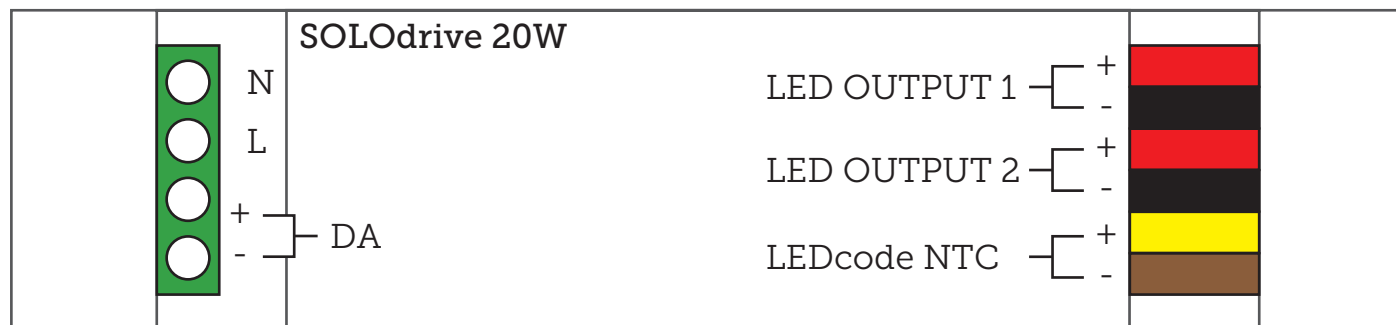 SOLOdrive 20W
N
L
+
-
DA
LED OUTPUT 1
+
-
LED OUTPUT 2
+
-
LEDcode NTC
+
-